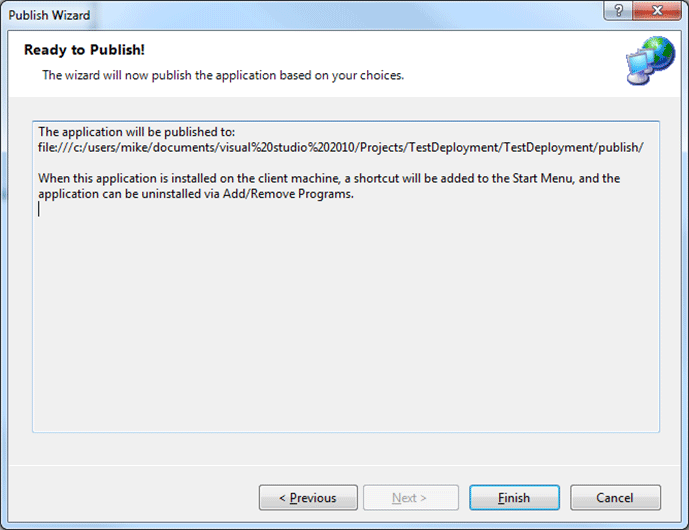 Publish Wizard
?
Ready to Publish!
The wizard will now publish the application based on your choices.
The application will be published to:
file:///c:/users/mike/documents/visual%20studio%202010/Projects/TestDeployment/TestDeployment/publish/
When this application is installed on the client machine, a shortcut will be added to the Start Menu, and the
application can be uninstalled via Add/Remove Programs.
< Previous
Next >
Finish
Cancel